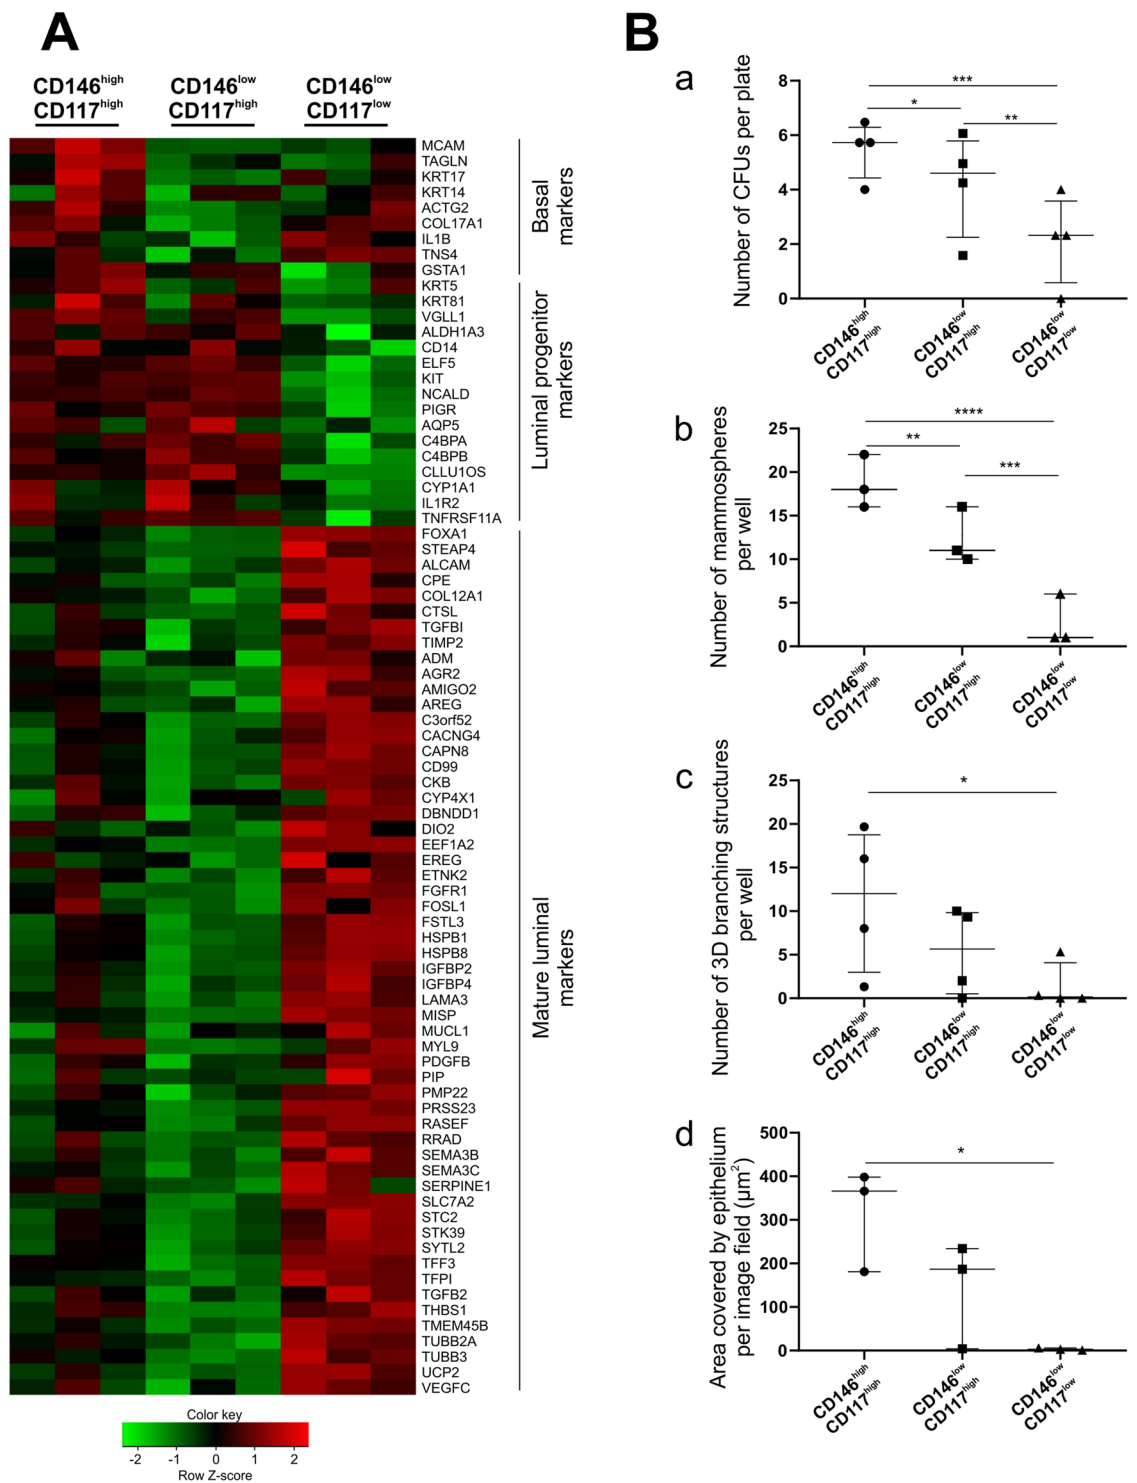 A
CD146high CD146low CD146low
CD117high CD117high CD117low
MCAM
TAGLN
KRT17
KRT14
ACTG2
COL17A1
IL1B
TNS4
GSTA1
KRT5
KRT81
VGLL1
ALDH1A3
CD14
ELF5
KIT
NCALD
PIGR
AQP5
C4BPA
C4BPB
CLLU1OS
CYP1A1
IL1R2
TNFRSF11A
FOXA1
STEAP4
ALCAM
CPE
COL12A1
CTSL
TGFBI
TIMP2
ADM
AGR2
AMIGO2
AREG
C3orf52
CACNG4
CAPN8
CD99
CKB
CYP4X1
DBNDD1
DIO2
EEF1A2
EREG
ETNK2
FGFR1
FOSL1
FSTL3
HSPB1
HSPB8
IGFBP2
IGFBP4
LAMA3
MISP
MUCL1
MYL9
PDGFB
PIP
PMP22
PRSS23
RASEF
RRAD
SEMA3B
SEMA3C
SERPINE1
SLC7A2
STC2
STK39
SYTL2
TFF3
TFPI
TGFB2
THBS1
TMEM45B
TUBB2A
TUBB3
UCP2
VEGFC
Basal
markers
Luminal progenitor
markers
Mature luminal
markers
Color key
-2 -1 0 1 2
Row Z-score
B
a
Number of CFUs per plate
8
6
4
2
0
***
*
**
CD146high
CD117high
CD146low
CD117high
CD146low
CD117low
b
Number of mammospheres
per well
25
20
15
10
5
0
****
**
***
CD146high
CD117high
CD146low
CD117high
CD146low
CD117low
c
Number of 3D branching structures
per well
25
20
15
10
5
0
*
CD146high
CD117high
CD146low
CD117high
CD146low
CD117low
d
Area covered by epithelium
per image field (µm²)
500
400
300
200
100
0
*
CD146high
CD117high
CD146low
CD117high
CD146low
CD117low